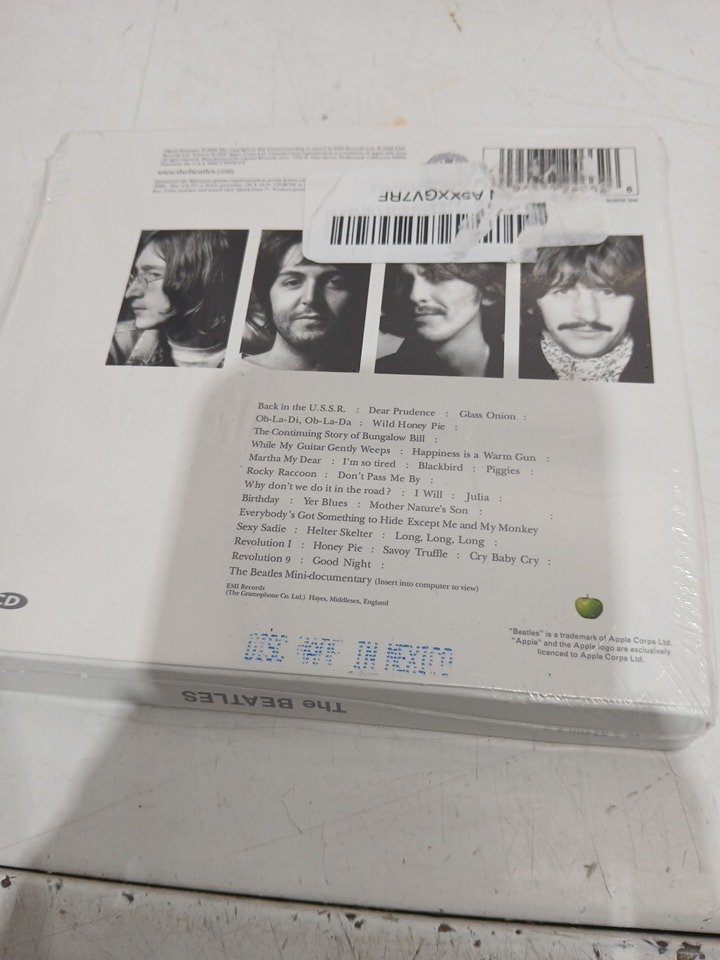 www.thebeatles.com
A5XXGV7RF
Back in the U.S.S.R. : Dear Prudence : Glass Onion :
Ob-La-Di, Ob-La-Da : Wild Honey Pie :
The Continuing Story of Bungalow Bill :
While My Guitar Gently Weeps : Happiness is a Warm Gun :
Martha My Dear : I'm so tired : Blackbird : Piggies :
Rocky Raccoon : Don't Pass Me By :
Why don't we do it in the road? : I Will : Julia :
Birthday : Yer Blues : Mother Nature's Son :
Everybody's Got Something to Hide Except Me and My Monkey :
Sexy Sadie : Helter Skelter : Long, Long, Long :
Revolution I : Honey Pie : Savoy Truffle : Cry Baby Cry :
Revolution 9 : Good Night :
The Beatles Mini-documentary (Insert into computer to view)
EMI Records
(The Gramophone Co. Ltd.) Hayes, Middlesex, England
CD
"Beatles" is a trademark of Apple Corps Ltd.
"Apple" and the Apple logo are exclusively
licenced to Apple Corps Ltd.
DISC MADE IN MEXICO
The BEATLES